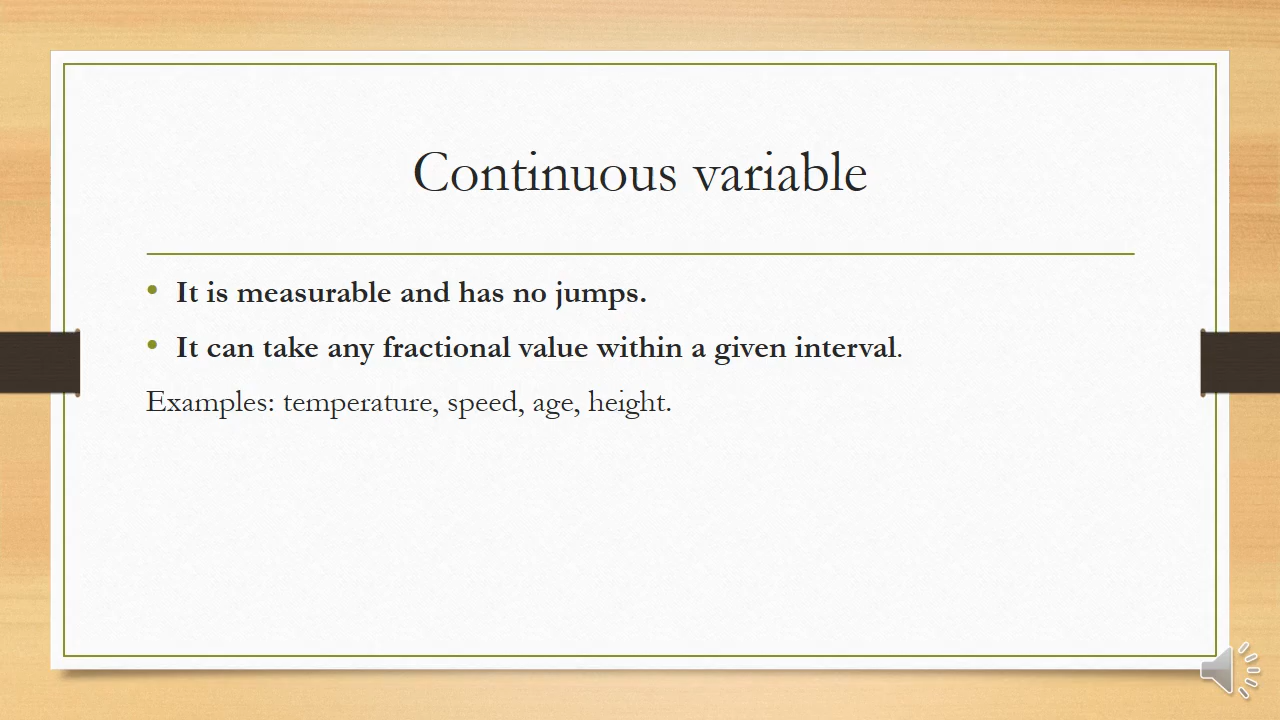 Continuous variable
• It is measurable and has no jumps.
• It can take any fractional value within a given interval.
Examples: temperature, speed, age, height.